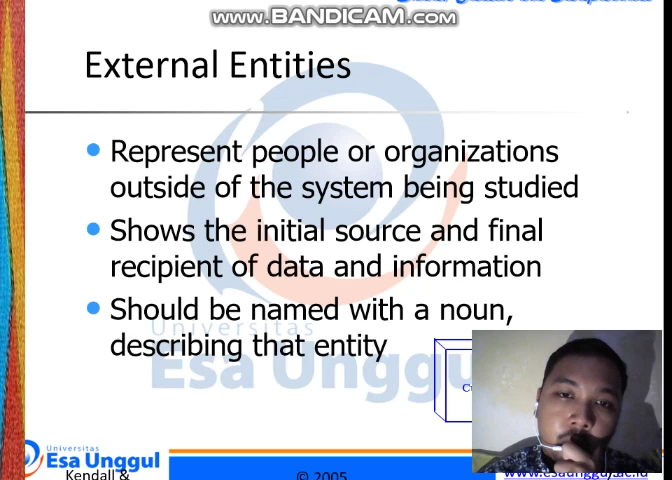 www.BANDICAM.com
External Entities
Represent people or organizations
outside of the system being studied
Shows the initial source and final
recipient of data and information
Should be named with a noun,
describing that entity
Universitas
Esa Unggul
Universitas
Esa Unggul
Kendall &
© 2005
www.esaunggul.ac.id